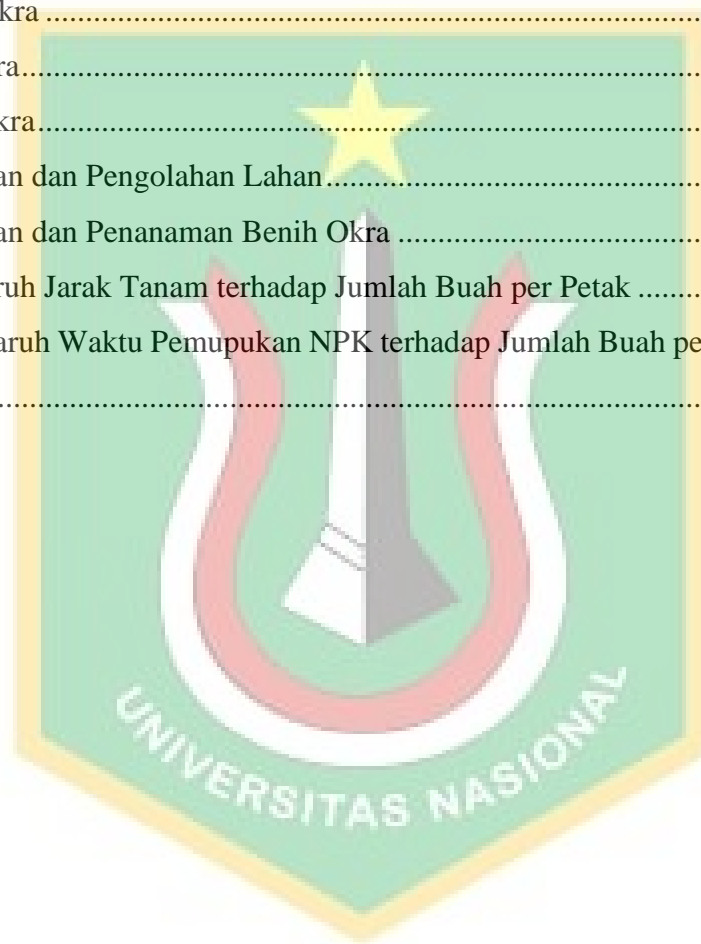 kra ........................................................................
ra...........................................................................
kra.........................................................................
an dan Pengolahan Lahan.........................................
an dan Penanaman Benih Okra .................................
ruh Jarak Tanam terhadap Jumlah Buah per Petak ........
aruh Waktu Pemupukan NPK terhadap Jumlah Buah pe
..............................................................................
UNIVERSITAS NASIONAL